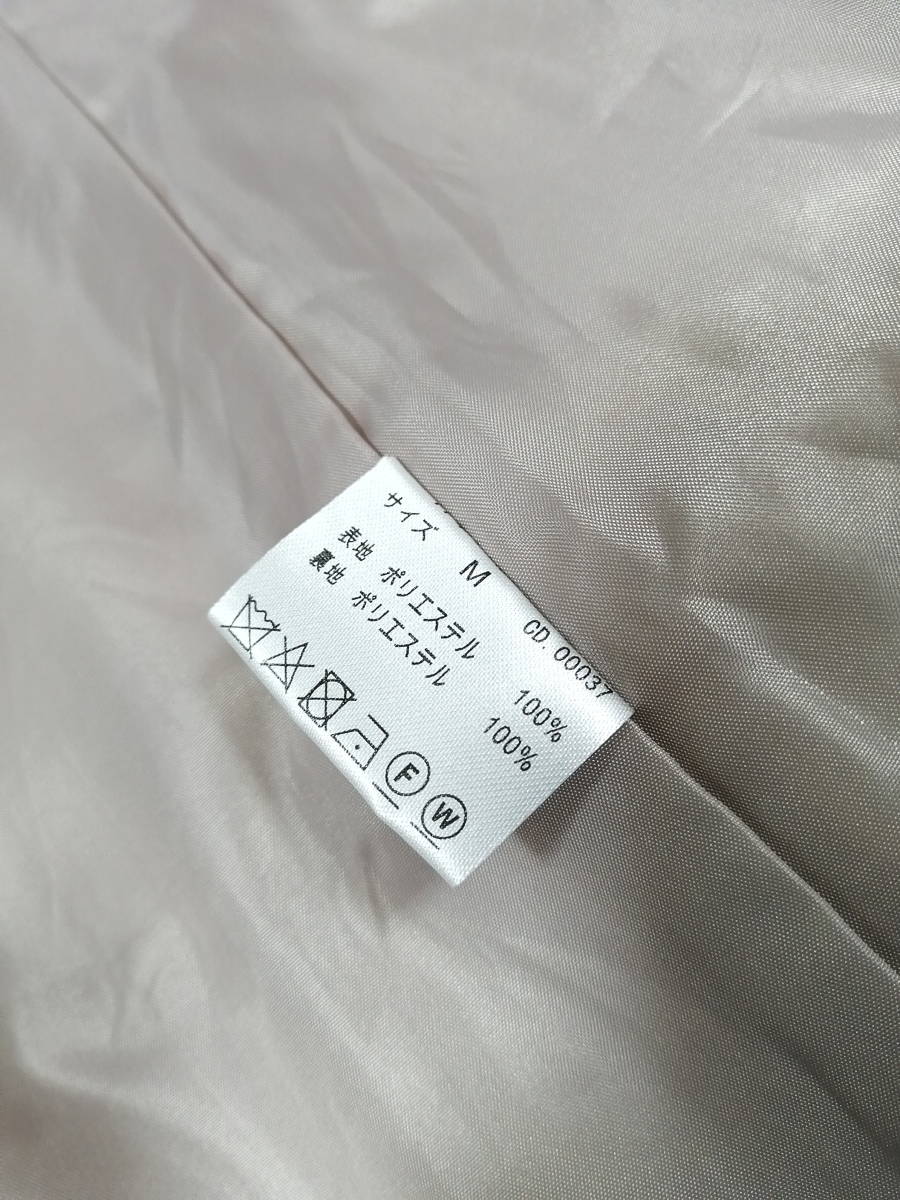 サイズ M CD. 00037
表地 ポリエステル 100%
裏地 ポリエステル 100%
F W